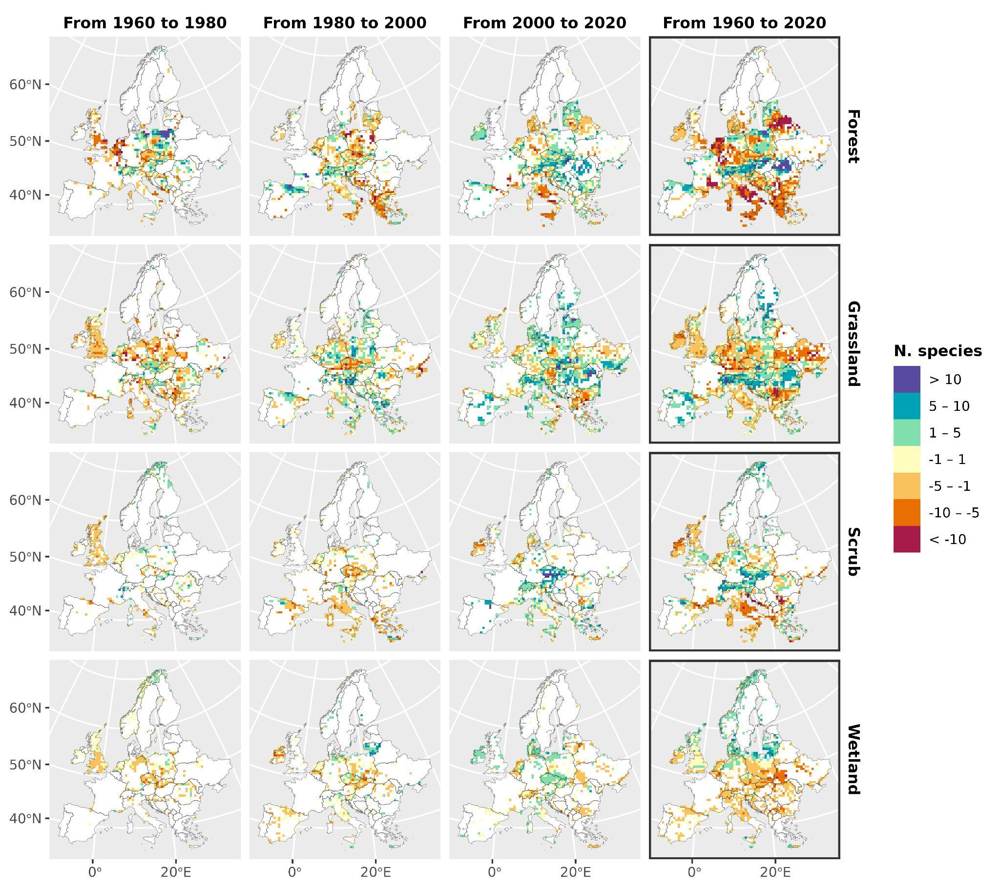 From 1960 to 1980 From 1980 to 2000 From 2000 to 2020 From 1960 to 2020
60°N
50°N
40°N
Forest
60°N
50°N
40°N
Grassland
60°N
50°N
40°N
Scrub
60°N
50°N
40°N
Wetland
0° 20°E 0° 20°E 0° 20°E 0° 20°E
N. species
> 10
5 – 10
1 – 5
-1 – 1
-5 – -1
-10 – -5
< -10